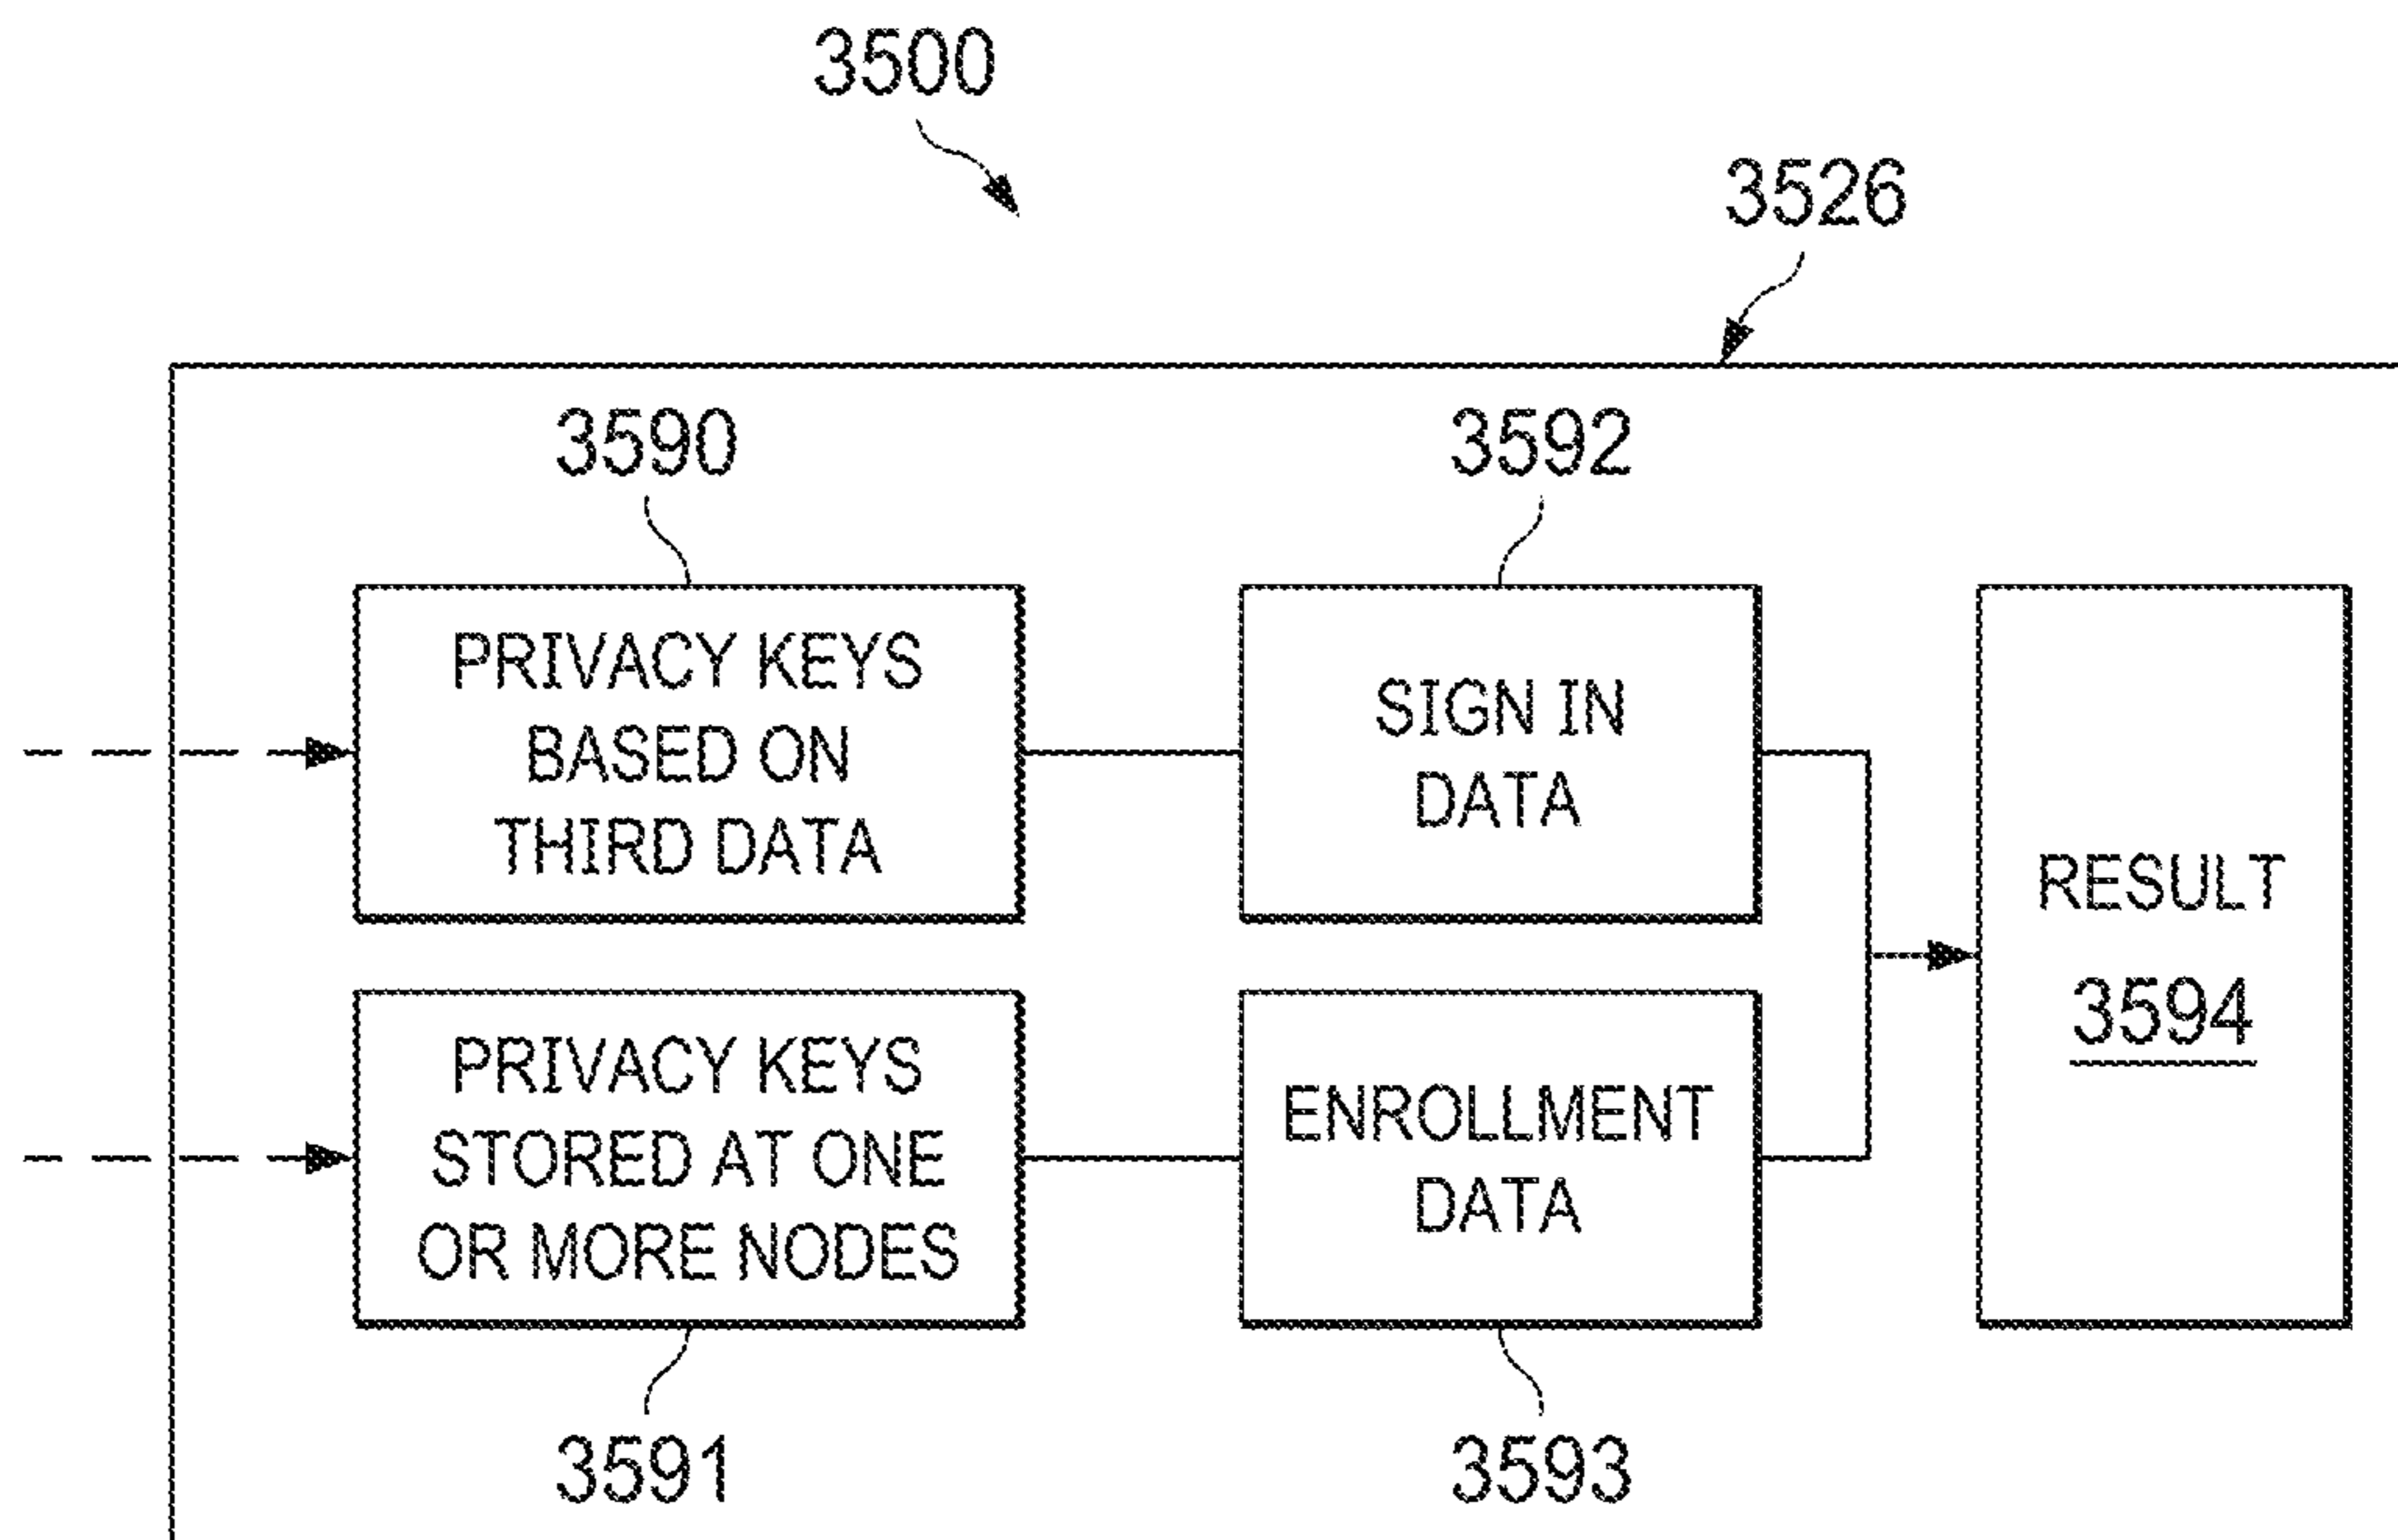 3500
3526
3590
3592
PRIVACY KEYS
BASED ON
THIRD DATA
SIGN IN
DATA
RESULT
3594
PRIVACY KEYS
STORED AT ONE
OR MORE NODES
ENROLLMENT
DATA
3591
3593